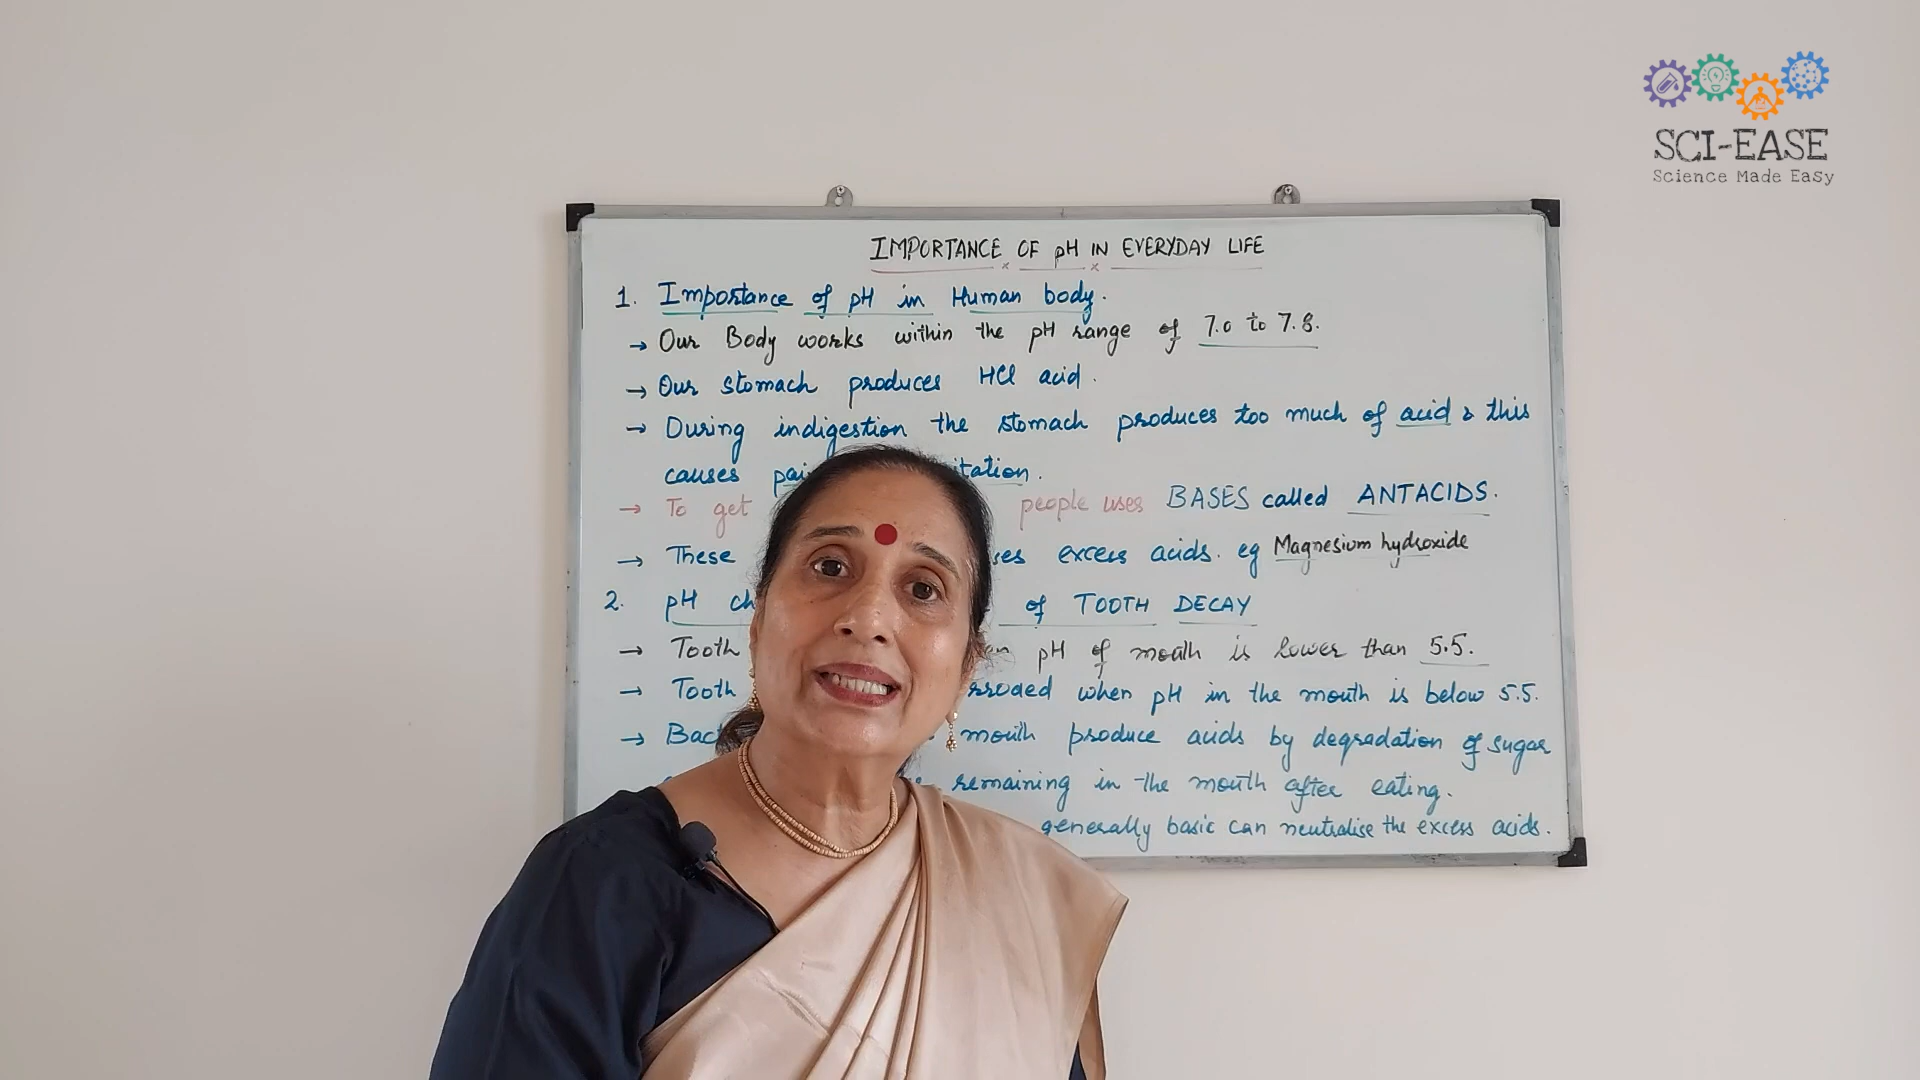 SCI-EASE
Science Made Easy
IMPORTANCE OF pH IN EVERYDAY LIFE
1. Importance of pH in Human body.
→ Our Body works within the pH range of 7.0 to 7.8.
→ Our stomach produces HCl acid.
→ During indigestion the stomach produces too much of acid & this
causes itation.
→ To get people uses BASES called ANTACIDS.
→ These excess acids. eg Magnesium hydroxide
2. pH of TOOTH DECAY
→ Tooth pH of mouth is lower than 5.5.
→ Tooth rroded when pH in the mouth is below 5.5.
→ mouth produce acids by degradation of sugar
remaining in the mouth after eating.
generally basic can neutralise the excess acids.